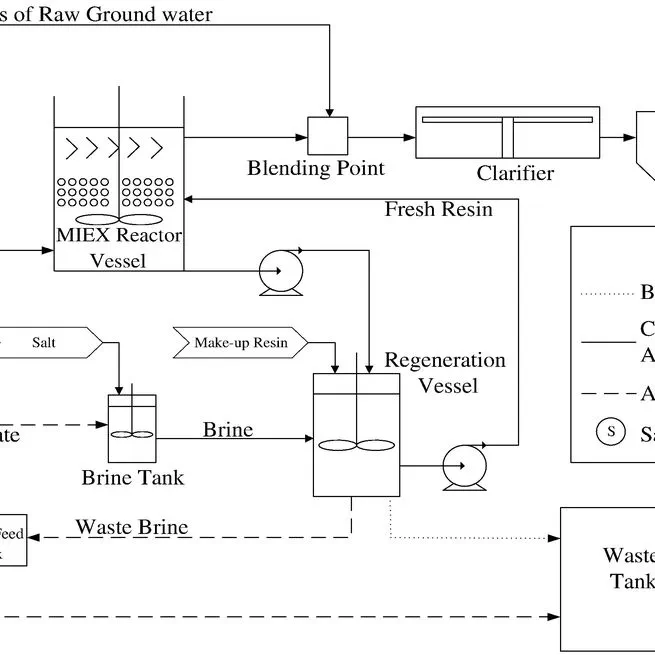 s of Raw Ground water
Blending Point
Clarifier
Fresh Resin
MIEX Reactor
Vessel
Salt
Make-up Resin
Regeneration
Vessel
B
C
A
A
S
Sa
ate
Brine
Brine Tank
Waste Brine
Feed
k
Waste
Tank